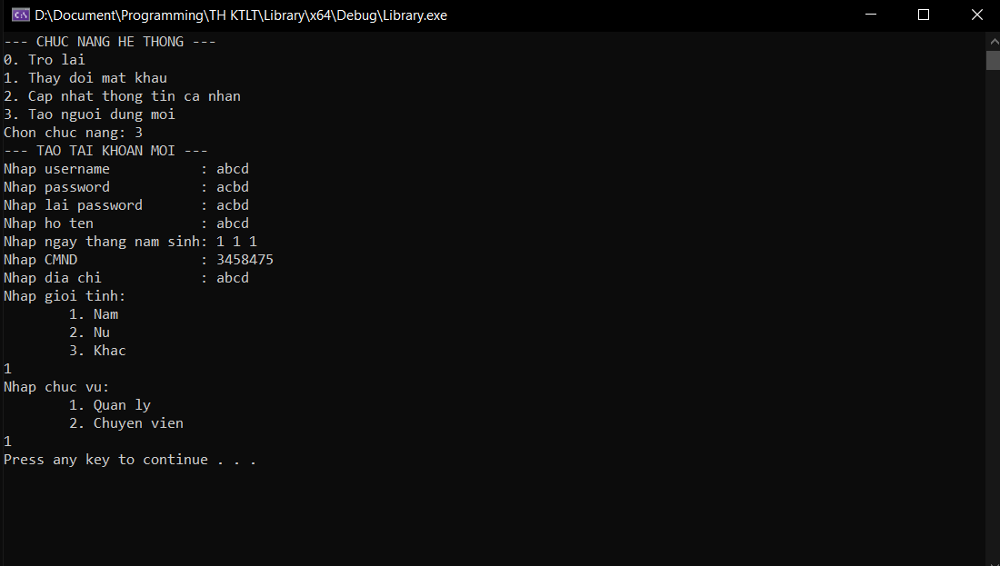 D:\Document\Programming\TH KTLT\Library\x64\Debug\Library.exe
--- CHUC NANG HE THONG ---
0. Tro lai
1. Thay doi mat khau
2. Cap nhat thong tin ca nhan
3. Tao nguoi dung moi
Chon chuc nang: 3
--- TAO TAI KHOAN MOI ---
Nhap username           : abcd
Nhap password           : acbd
Nhap lai password       : acbd
Nhap ho ten             : abcd
Nhap ngay thang nam sinh: 1 1 1
Nhap CMND               : 3458475
Nhap dia chi            : abcd
Nhap gioi tinh:
        1. Nam
        2. Nu
        3. Khac
1
Nhap chuc vu:
        1. Quan ly
        2. Chuyen vien
1
Press any key to continue . . .